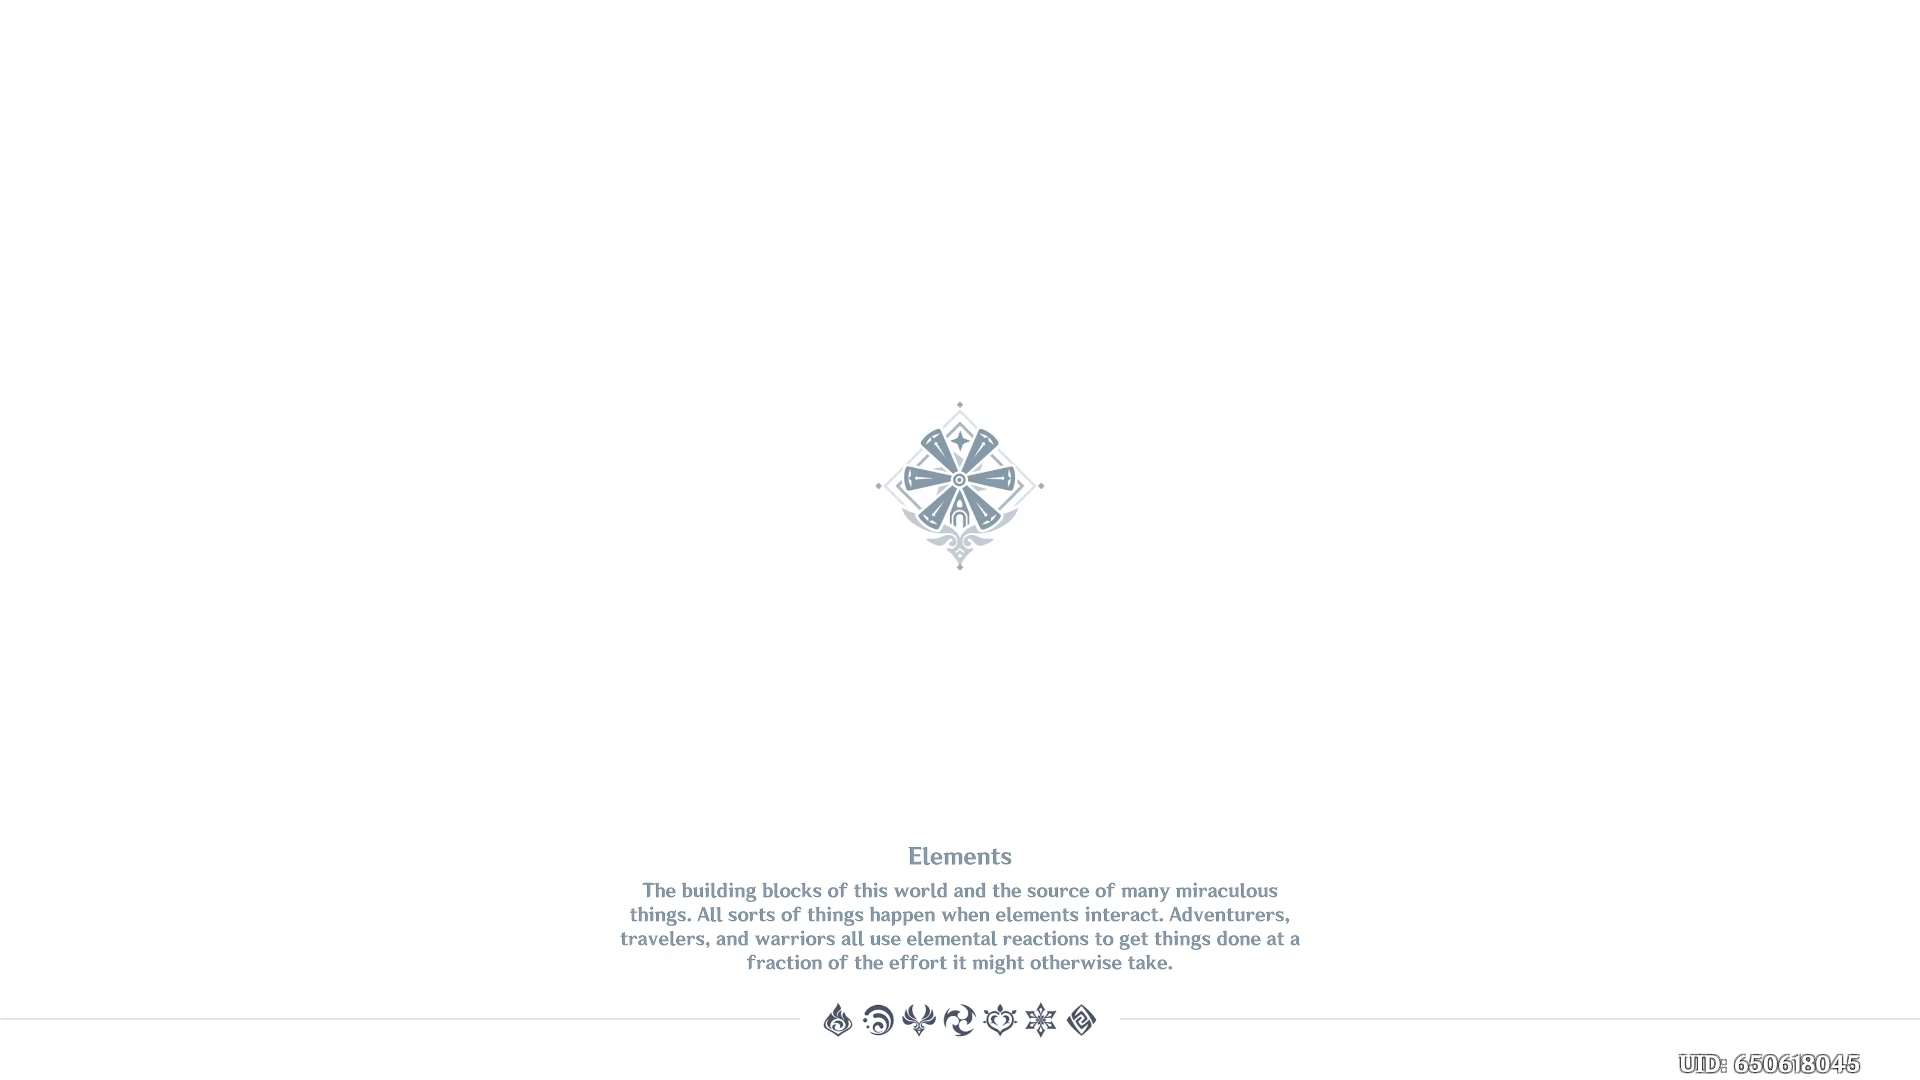 Elements
The building blocks of this world and the source of many miraculous
things. All sorts of things happen when elements interact. Adventurers,
travelers, and warriors all use elemental reactions to get things done at a
fraction of the effort it might otherwise take.
UID: 650618045